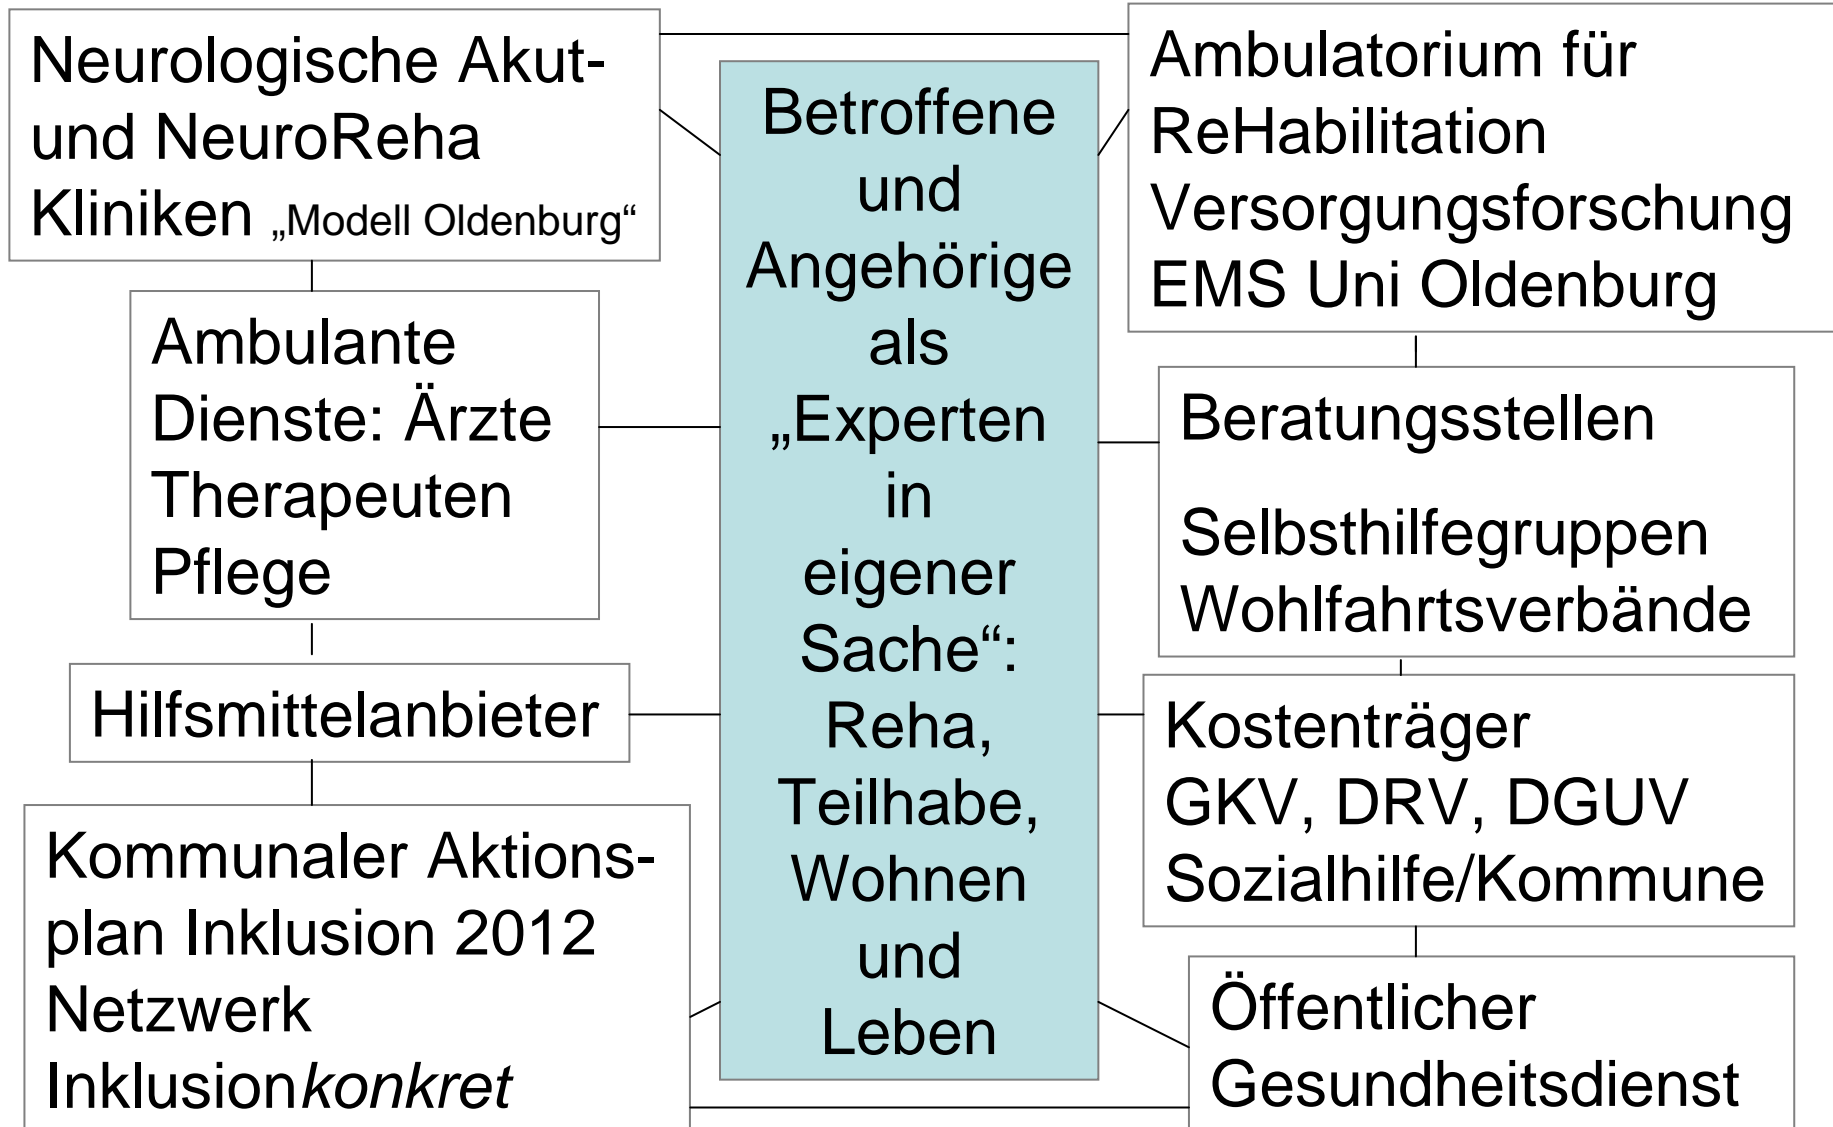 Neurologische Akut-
und NeuroReha
Kliniken „Modell Oldenburg“
Ambulante
Dienste: Ärzte
Therapeuten
Pflege
Hilfsmittelanbieter
Kommunaler Aktions-
plan Inklusion 2012
Netzwerk
Inklusionkonkret
Betroffene
und
Angehörige
als
„Experten
in
eigener
Sache“:
Reha,
Teilhabe,
Wohnen
und
Leben
Ambulatorium für
ReHabilitation
Versorgungsforschung
EMS Uni Oldenburg
Beratungsstellen
Selbsthilfegruppen
Wohlfahrtsverbände
Kostenträger
GKV, DRV, DGUV
Sozialhilfe/Kommune
Öffentlicher
Gesundheitsdienst